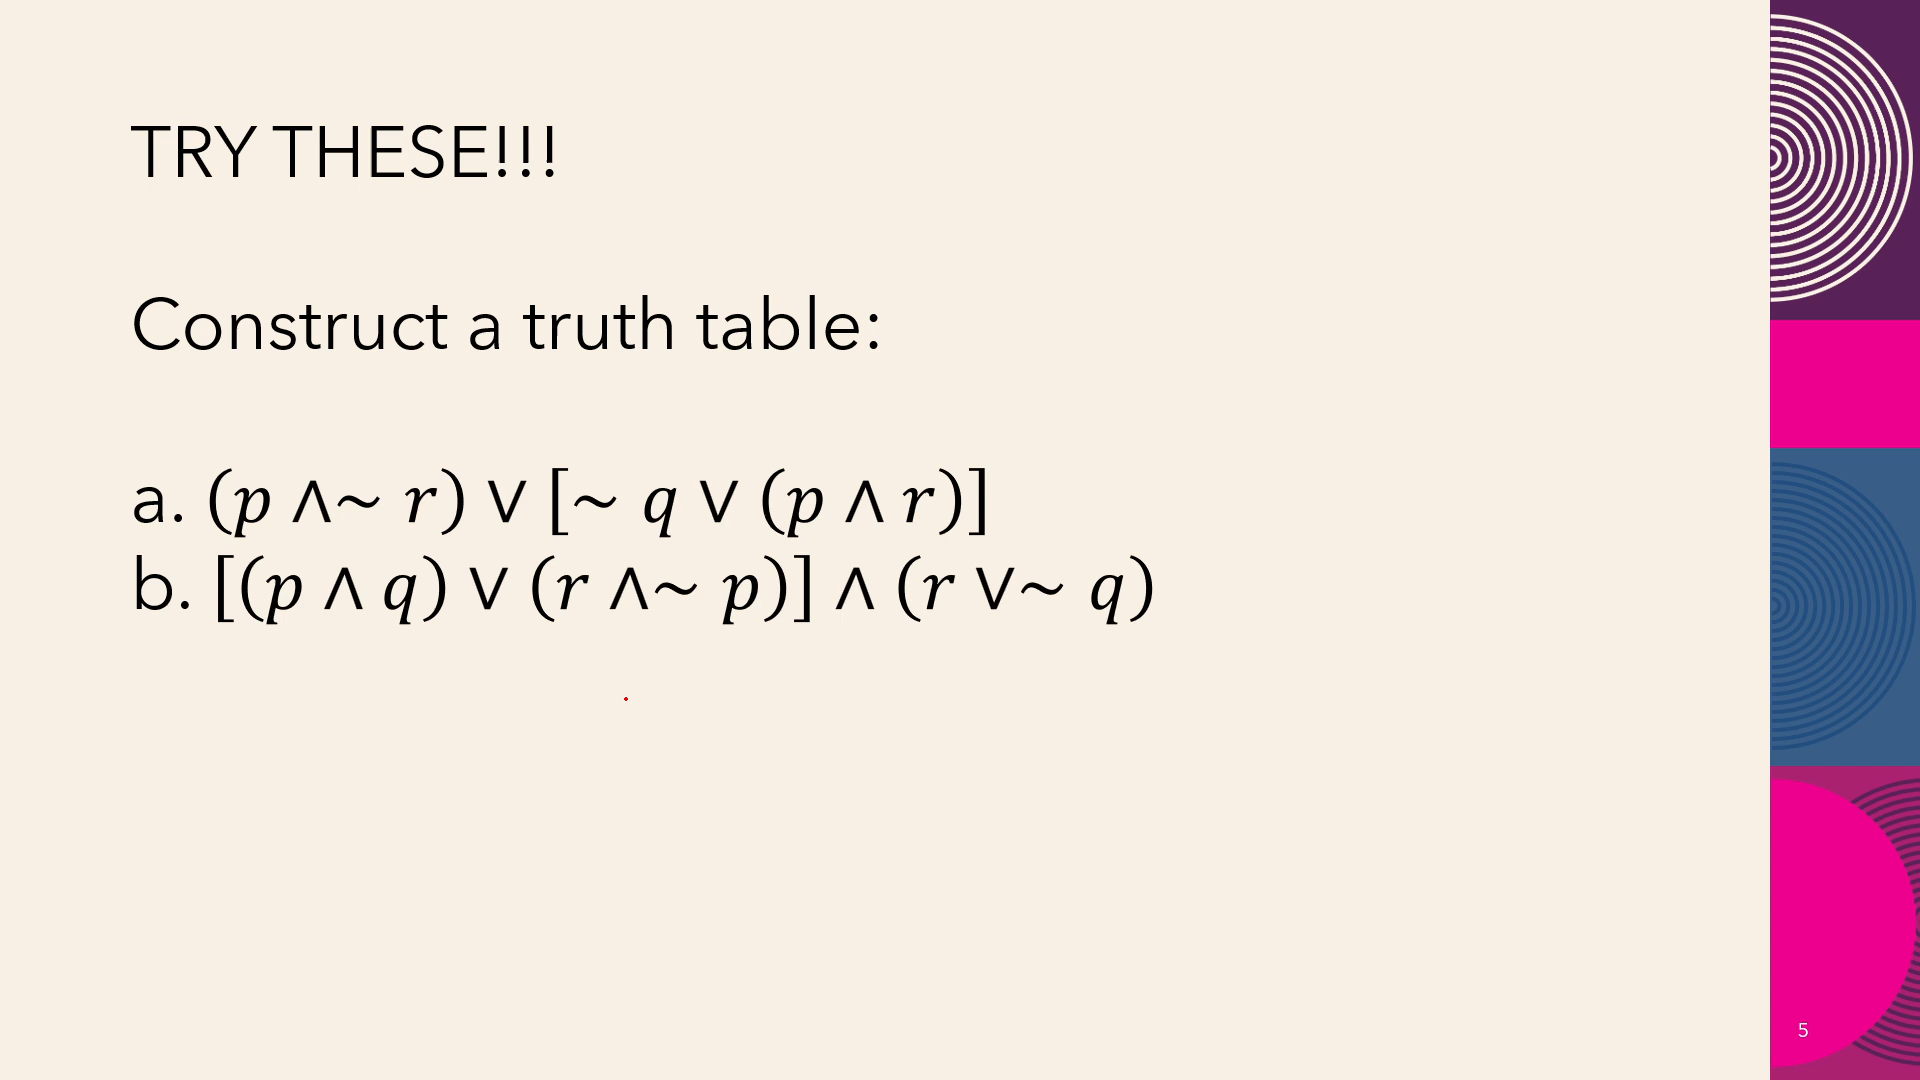 TRY THESE!!!
Construct a truth table:
a. (p ∧~ r) ∨ [~ q ∨ (p ∧ r)]
b. [(p ∧ q) ∨ (r ∧~ p)] ∧ (r ∨~ q)
5